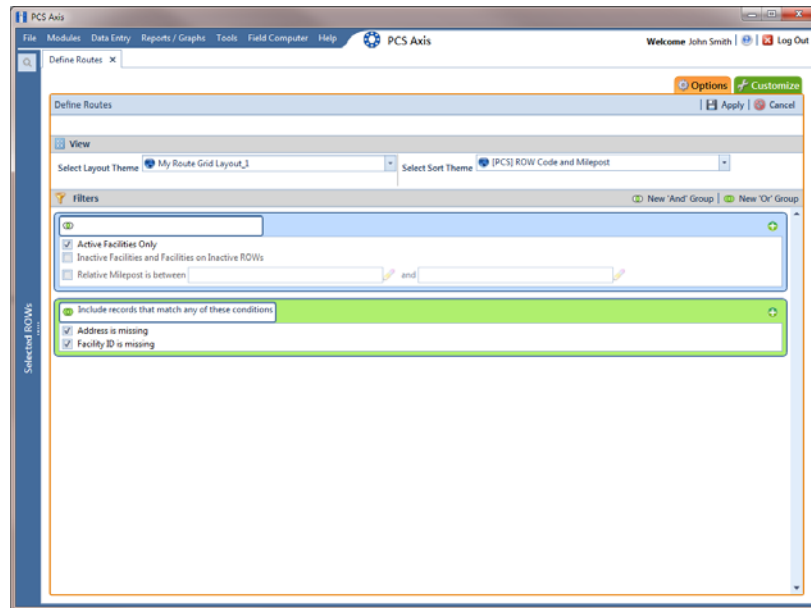 PCS Axis
File Modules Data Entry Reports / Graphs Tools Field Computer Help PCS Axis Welcome John Smith | Log Out
Define Routes X
Options Customize
Define Routes | Apply | Cancel
View
Select Layout Theme My Route Grid Layout_1 Select Sort Theme [PCS] ROW Code and Milepost
Filters New 'And' Group | New 'Or' Group
Active Facilities Only
Inactive Facilities and Facilities on Inactive ROWs
Relative Milepost is between and
Include records that match any of these conditions
Address is missing
Facility ID is missing
Selected ROWs